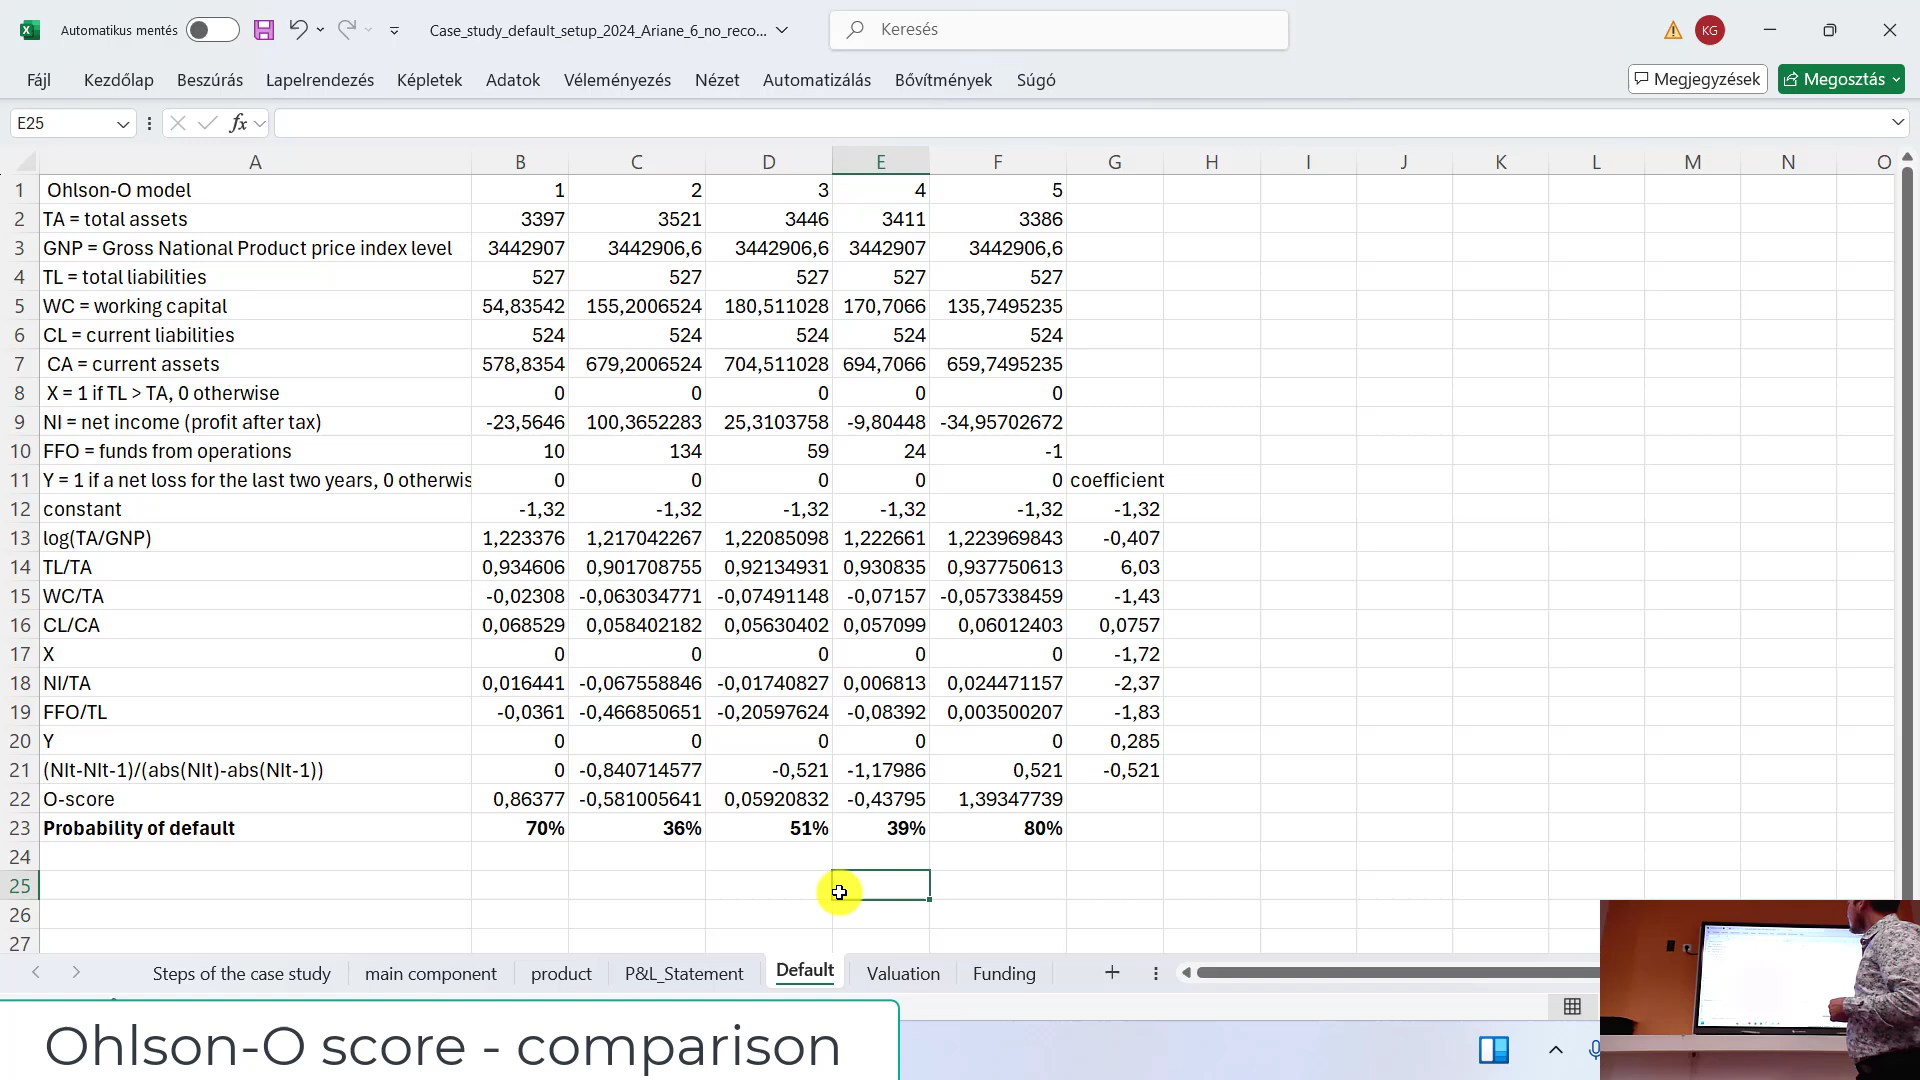 Automatikus mentés
Case_study_default_setup_2024_Ariane_6_no_reco...
Keresés
KG
Fájl Kezdőlap Beszúrás Lapelrendezés Képletek Adatok Véleményezés Nézet Automatizálás Bővítmények Súgó
Megjegyzések Megosztás
E25 fx
A B C D E F G H I J K L M N O
1 Ohlson-O model 1 2 3 4 5
2 TA = total assets 3397 3521 3446 3411 3386
3 GNP = Gross National Product price index level 3442907 3442906,6 3442906,6 3442907 3442906,6
4 TL = total liabilities 527 527 527 527 527
5 WC = working capital 54,83542 155,2006524 180,511028 170,7066 135,7495235
6 CL = current liabilities 524 524 524 524 524
7 CA = current assets 578,8354 679,2006524 704,511028 694,7066 659,7495235
8 X = 1 if TL > TA, 0 otherwise 0 0 0 0 0
9 NI = net income (profit after tax) -23,5646 100,3652283 25,3103758 -9,80448 -34,95702672
10 FFO = funds from operations 10 134 59 24 -1
11 Y = 1 if a net loss for the last two years, 0 otherwis 0 0 0 0 0 coefficient
12 constant -1,32 -1,32 -1,32 -1,32 -1,32 -1,32
13 log(TA/GNP) 1,223376 1,217042267 1,22085098 1,222661 1,223969843 -0,407
14 TL/TA 0,934606 0,901708755 0,92134931 0,930835 0,937750613 6,03
15 WC/TA -0,02308 -0,063034771 -0,07491148 -0,07157 -0,057338459 -1,43
16 CL/CA 0,068529 0,058402182 0,05630402 0,057099 0,06012403 0,0757
17 X 0 0 0 0 0 -1,72
18 NI/TA 0,016441 -0,067558846 -0,01740827 0,006813 0,024471157 -2,37
19 FFO/TL -0,0361 -0,466850651 -0,20597624 -0,08392 0,003500207 -1,83
20 Y 0 0 0 0 0 0,285
21 (NIt-NIt-1)/(abs(NIt)-abs(NIt-1)) 0 -0,840714577 -0,521 -1,17986 0,521 -0,521
22 O-score 0,86377 -0,581005641 0,05920832 -0,43795 1,39347739
23 Probability of default 70% 36% 51% 39% 80%
24
25
26
27
Steps of the case study main component product P&L_Statement Default Valuation Funding
Ohlson-O score - comparison